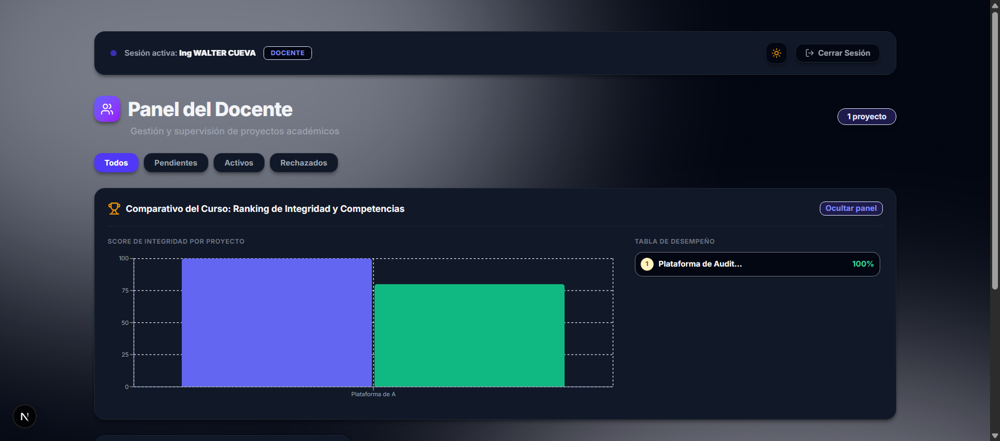 Sesión activa: Ing WALTER CUEVA DOCENTE
Cerrar Sesión
Panel del Docente
Gestión y supervisión de proyectos académicos
1 proyecto
Todos
Pendientes
Activos
Rechazados
Comparativo del Curso: Ranking de Integridad y Competencias
Ocultar panel
SCORE DE INTEGRIDAD POR PROYECTO
100
75
50
25
0
Plataforma de A
TABLA DE DESEMPEÑO
1 Plataforma de Audit... 100%
N